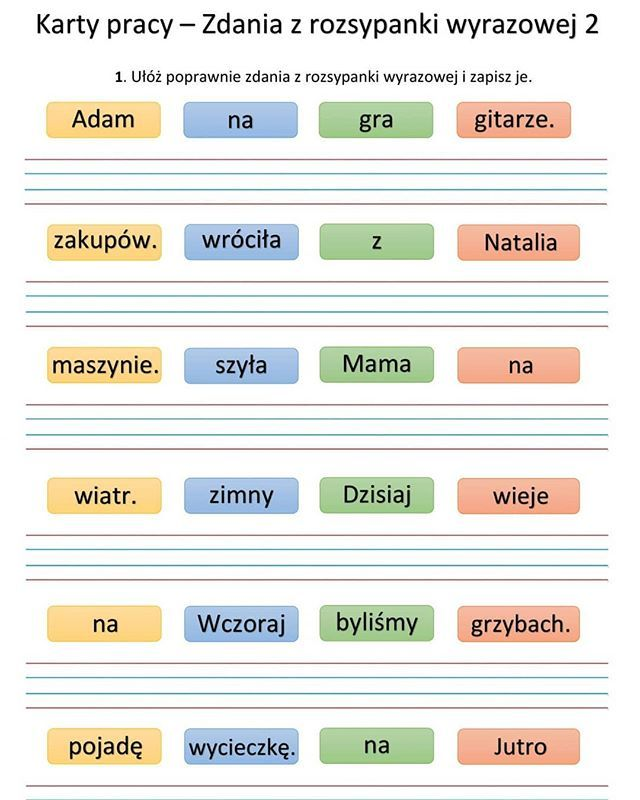 Karty pracy – Zdania z rozsypanki wyrazowej 2
1. Ułóż poprawnie zdania z rozsypanki wyrazowej i zapisz je.
Adam na gra gitarze.
zakupów. wróciła z Natalia
maszynie. szyła Mama na
wiatr. zimny Dzisiaj wieje
na Wczoraj byliśmy grzybach.
pojadę wycieczkę. na Jutro